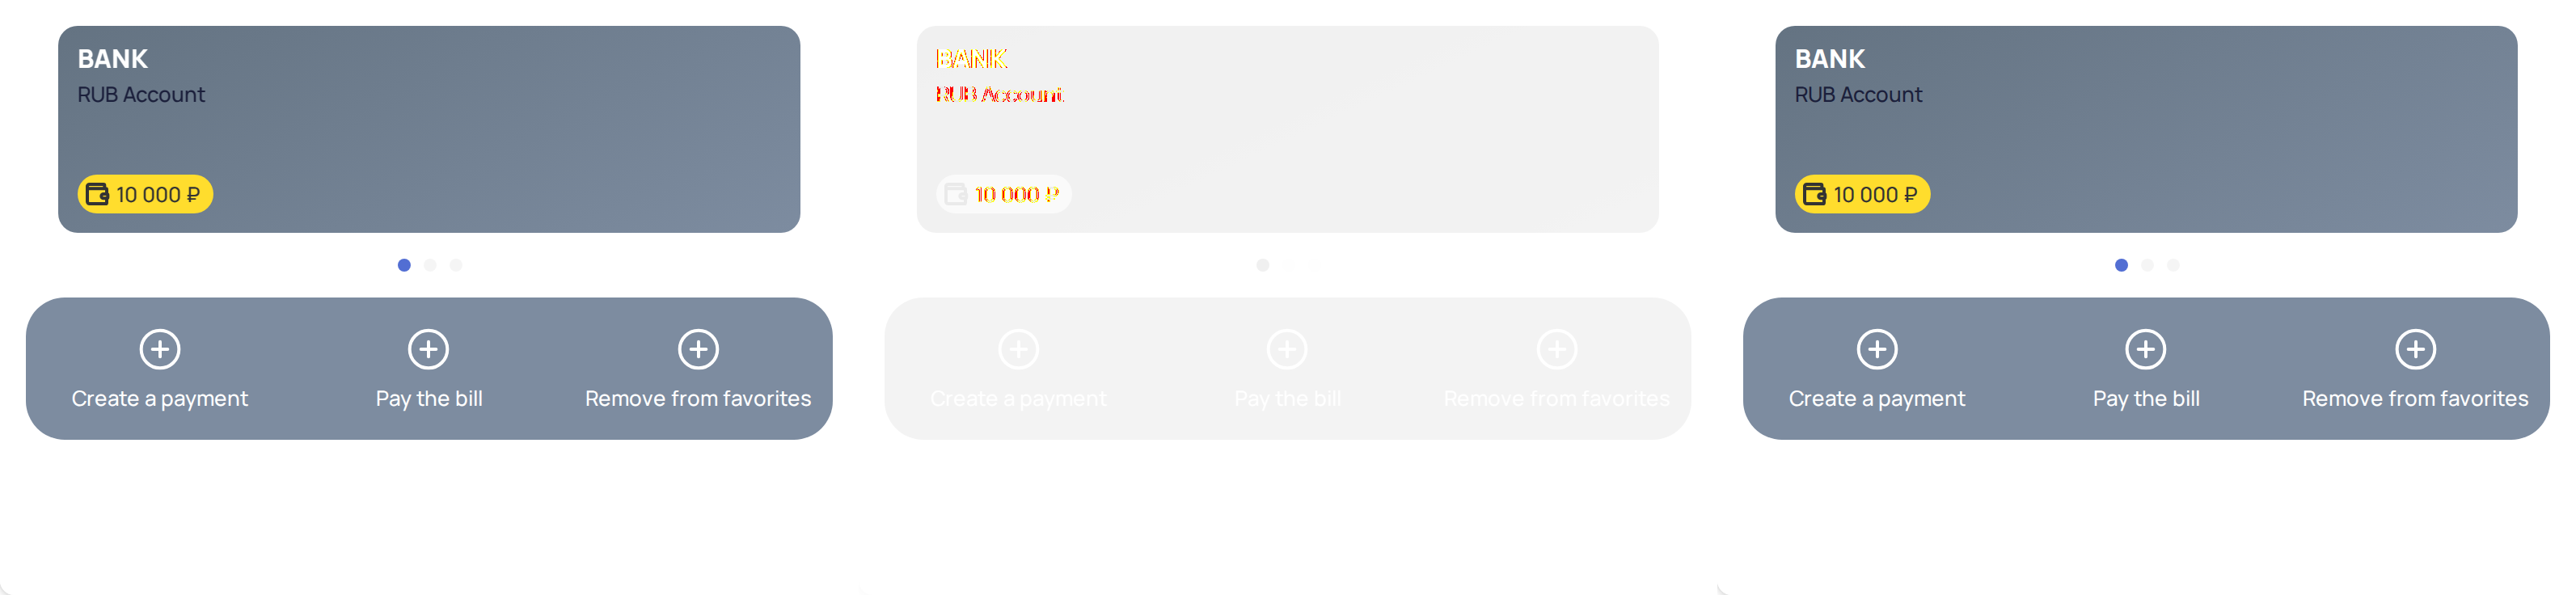 BANK
RUB Account
10 000 ₽
Create a payment
Pay the bill
Remove from favorites
BANK
RUB Account
10 000 ₽
Create a payment
Pay the bill
Remove from favorites
BANK
RUB Account
10 000 ₽
Create a payment
Pay the bill
Remove from favorites